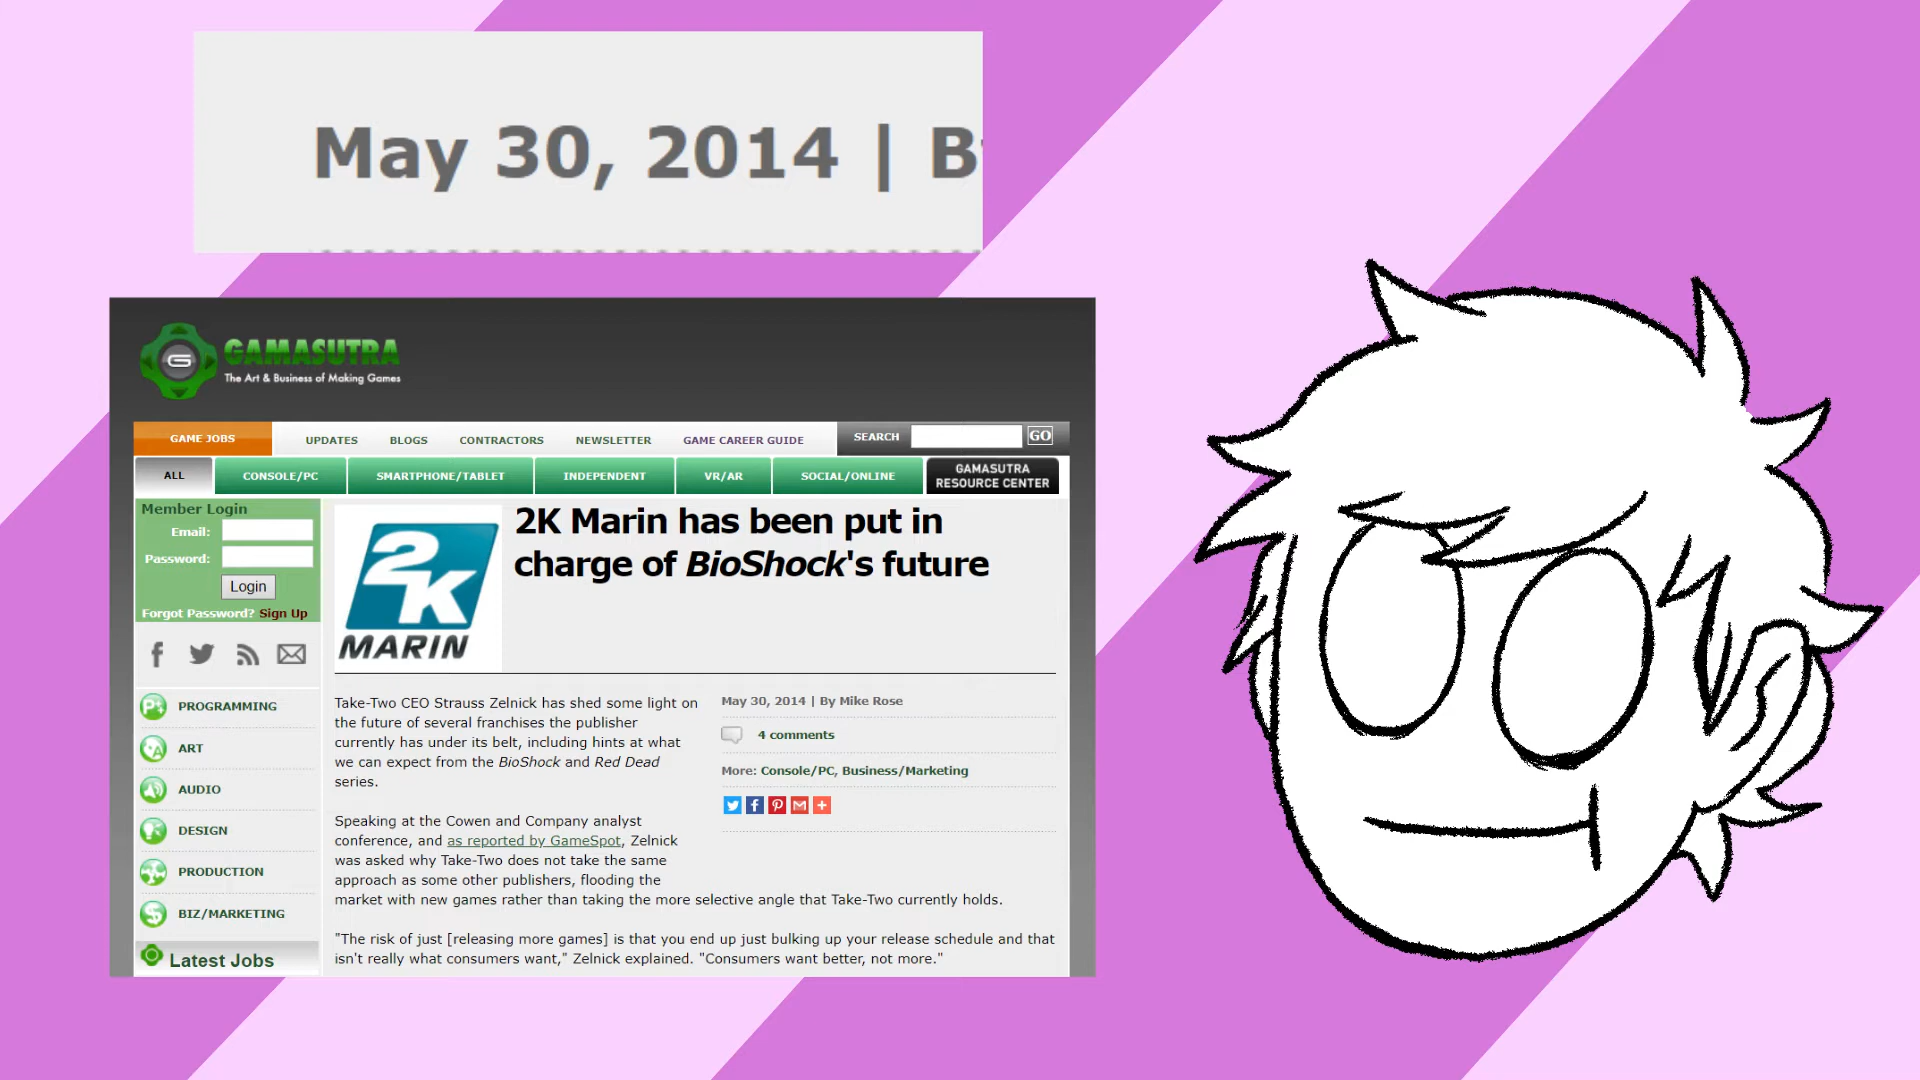 May 30, 2014 | B
GAMASUTRA
The Art & Business of Making Games
GAME JOBS
UPDATES
BLOGS
CONTRACTORS
NEWSLETTER
GAME CAREER GUIDE
SEARCH
GO
ALL
CONSOLE/PC
SMARTPHONE/TABLET
INDEPENDENT
VR/AR
SOCIAL/ONLINE
GAMASUTRA
RESOURCE CENTER
Member Login
Email:
Password:
Login
Forgot Password? Sign Up
PROGRAMMING
ART
AUDIO
DESIGN
PRODUCTION
BIZ/MARKETING
Latest Jobs
2K
MARIN
2K Marin has been put in
charge of BioShock's future
May 30, 2014 | By Mike Rose
4 comments
More: Console/PC, Business/Marketing
Take-Two CEO Strauss Zelnick has shed some light on
the future of several franchises the publisher
currently has under its belt, including hints at what
we can expect from the BioShock and Red Dead
series.
Speaking at the Cowen and Company analyst
conference, and as reported by GameSpot, Zelnick
was asked why Take-Two does not take the same
approach as some other publishers, flooding the
market with new games rather than taking the more selective angle that Take-Two currently holds.
"The risk of just [releasing more games] is that you end up just bulking up your release schedule and that
isn't really what consumers want," Zelnick explained. "Consumers want better, not more."